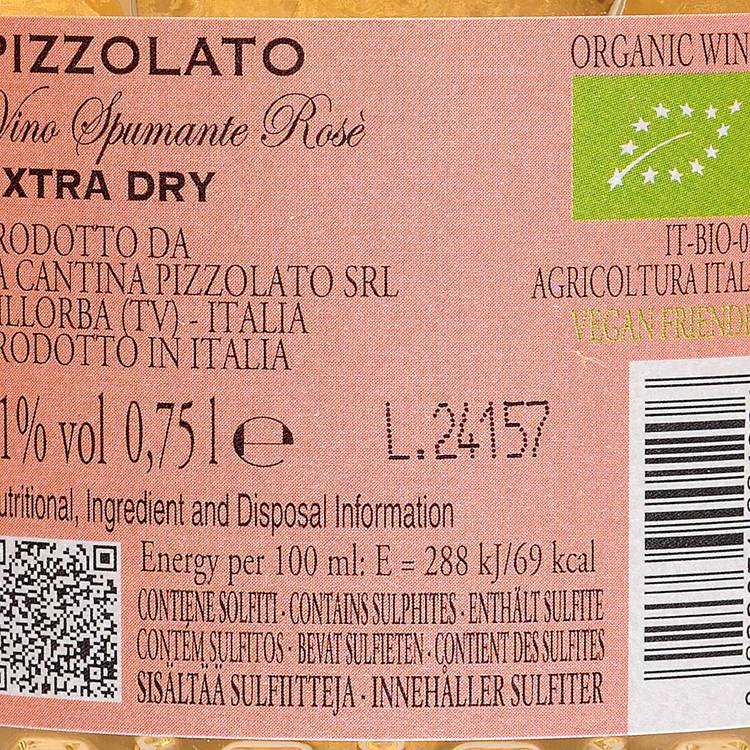 PIZZOLATO
Vino Spumante Rosè
XTRA DRY
RODOTTO DA
A CANTINA PIZZOLATO SRL
ILLORBA (TV) - ITALIA
RODOTTO IN ITALIA
1% vol 0,75 l e
L.24157
utritional, Ingredient and Disposal Information
Energy per 100 ml: E = 288 kJ/69 kcal
CONTIENE SOLFITI · CONTAINS SULPHITES · ENTHÄLT SULFITE
CONTÉM SULFITOS · BEVAT SULFIETEN · CONTIENT DES SULFITES
SISÄLTÄÄ SULFIITTEJA · INNEHÅLLER SULFITER
ORGANIC WIN
IT-BIO-0
AGRICOLTURA ITAL
VEGAN FRIEND